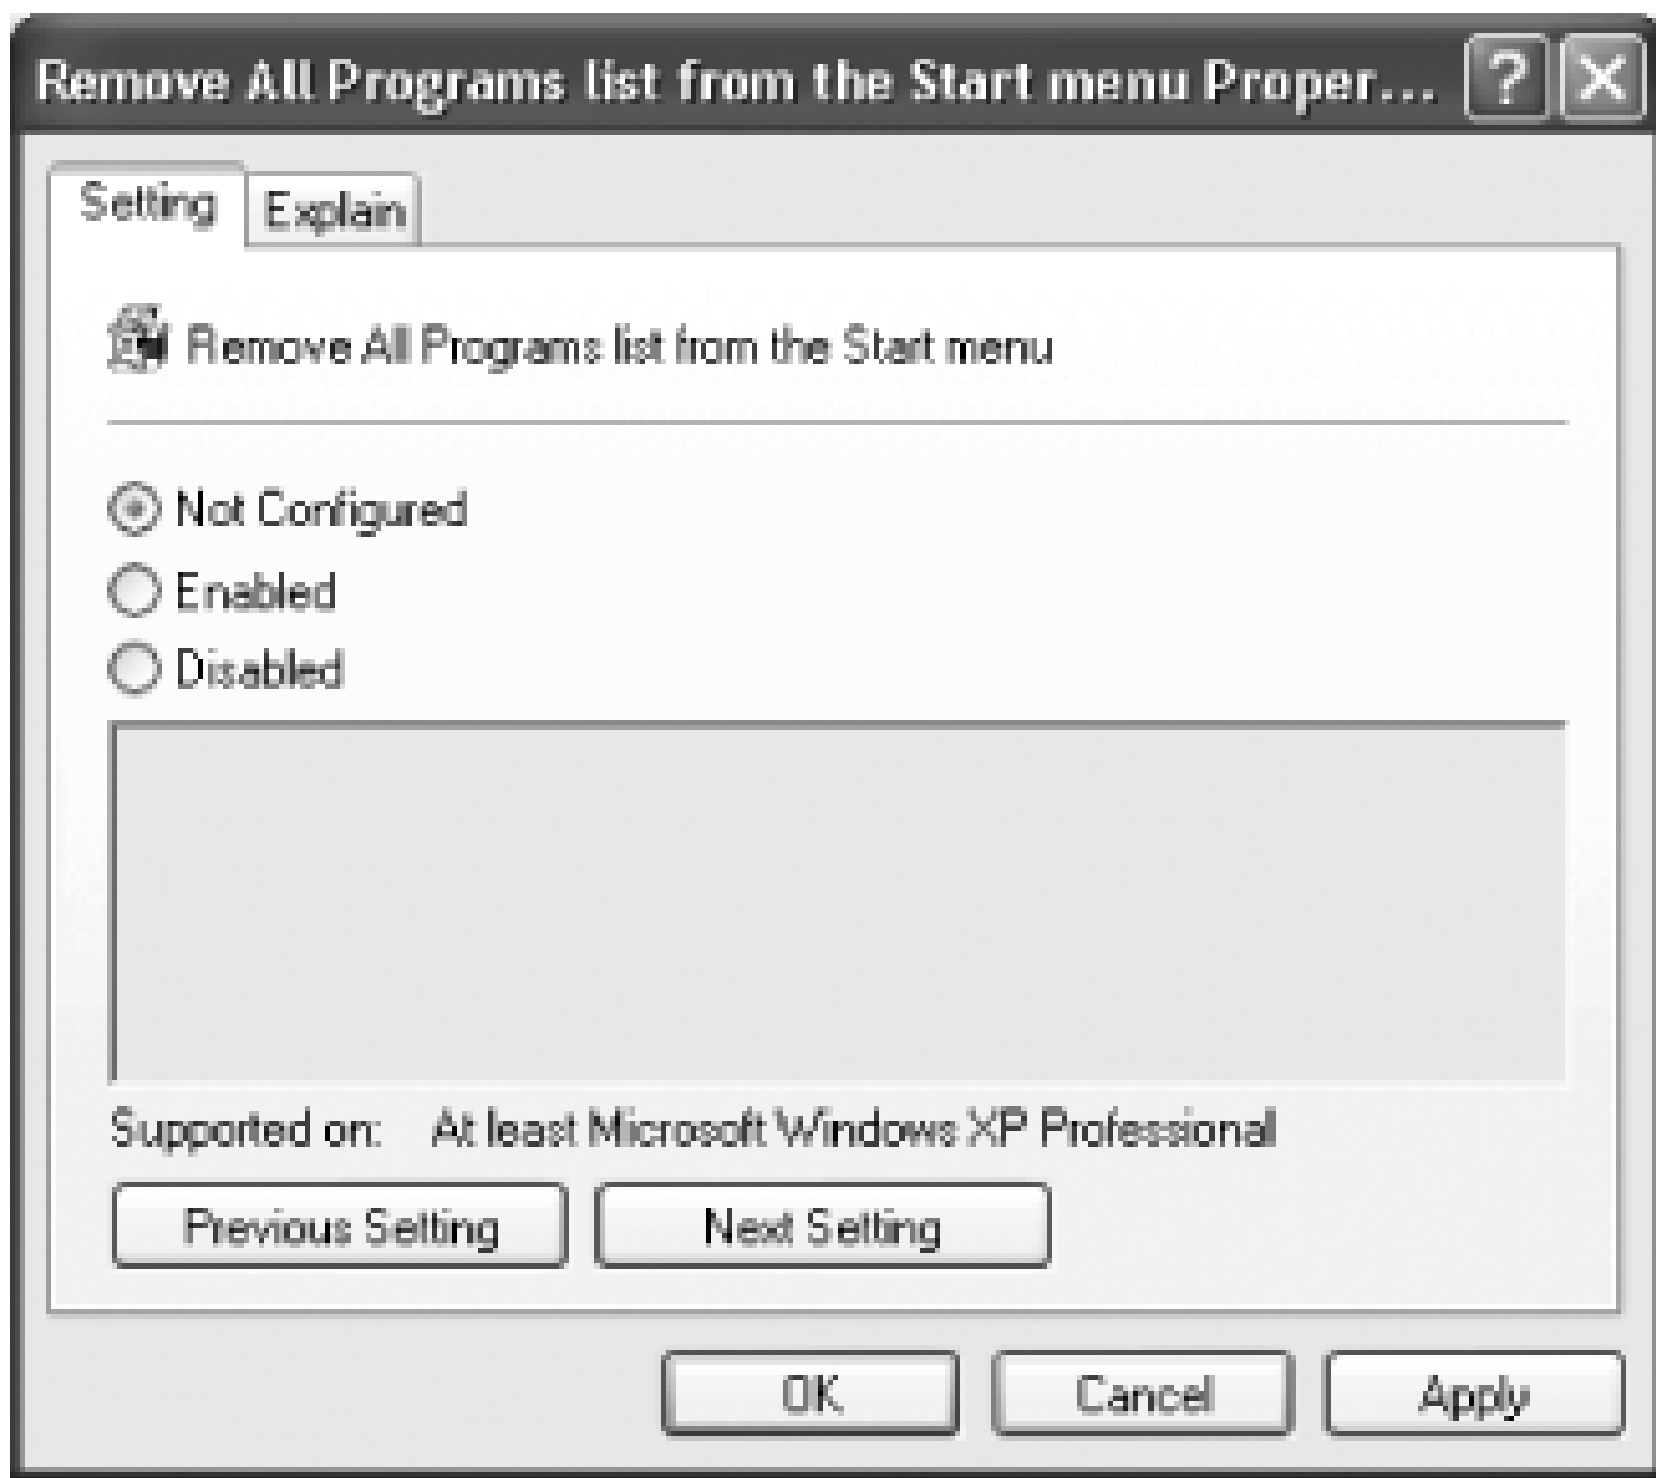 Remove All Programs list from the Start menu Proper...
Setting
Explain
Remove All Programs list from the Start menu
Not Configured
Enabled
Disabled
Supported on: At least Microsoft Windows XP Professional
Previous Setting
Next Setting
OK
Cancel
Apply